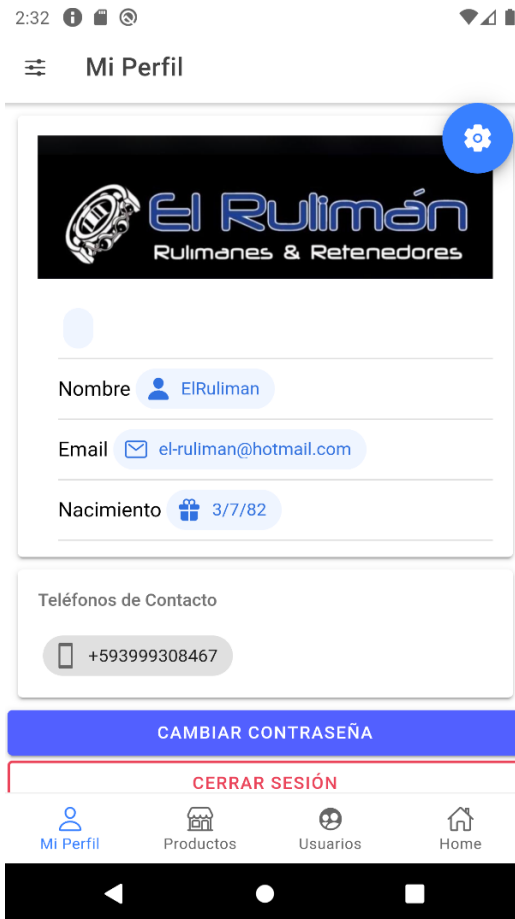 2:32
Mi Perfil
El Rulimán
Rulimanes & Retenedores
Nombre ElRuliman
Email el-ruliman@hotmail.com
Nacimiento 3/7/82
Teléfonos de Contacto
+593999308467
CAMBIAR CONTRASEÑA
CERRAR SESIÓN
Mi Perfil Productos Usuarios Home